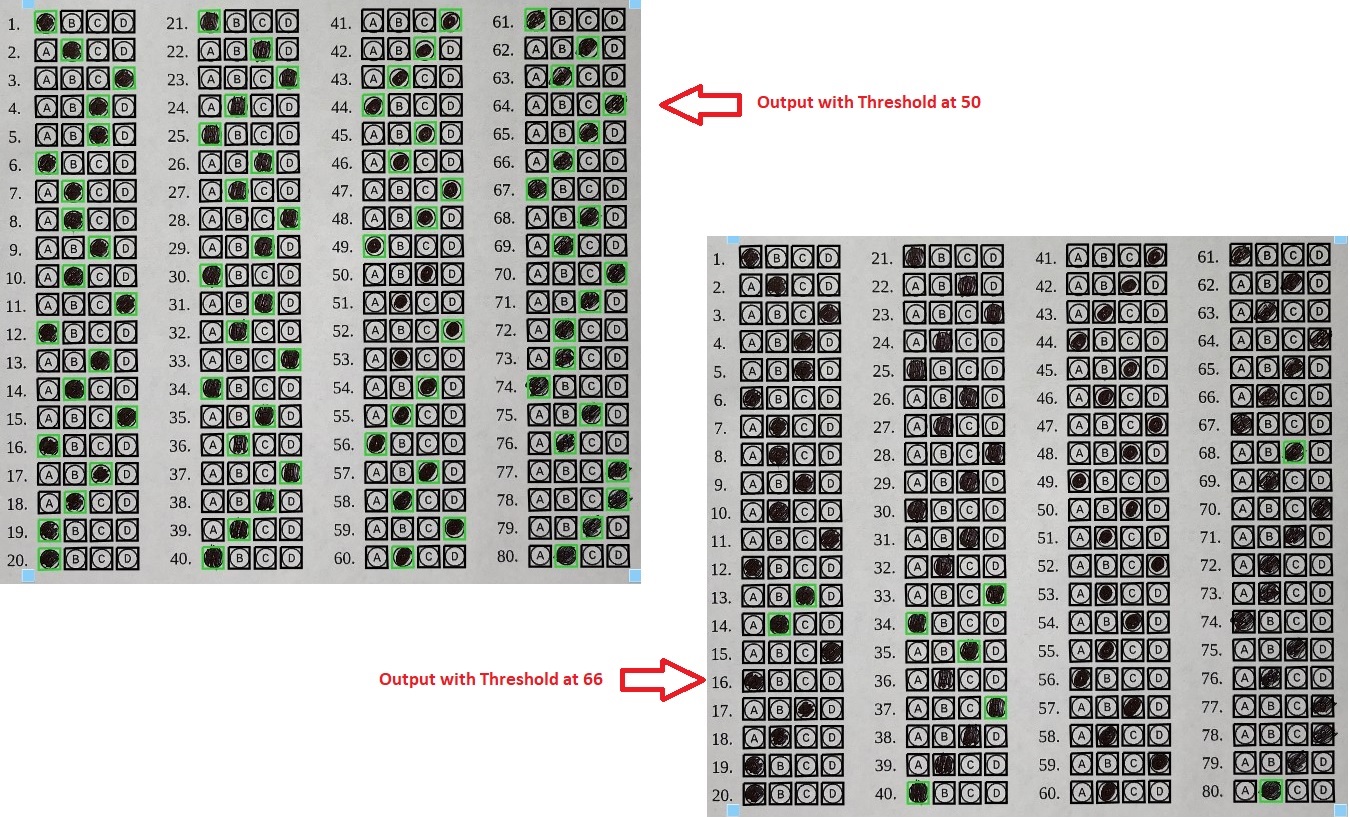 1. B C D 21. B C D 41. A B C 61. B C D
2. A C D 22. A B D 42. A B D 62. A B D
3. A B C 23. A B C 43. A C D 63. A C D
4. A B D 24. A C D 44. B C D 64. A B C
Output with Threshold at 50
5. A B D 25. B C D 45. A B D 65. A B D
6. B C D 26. A B D 46. A C D 66. A C D
7. A C D 27. A C D 47. A B C 67. B C D
8. A C D 28. A B C 48. A B D 68. A B D
9. A B D 29. A B D 49. B C D 69. A C D
10. A C D 30. B C D 50. A B D 70. A B C
11. A B C 31. A B D 51. A C D 71. A B D
12. B C D 32. A C D 52. A B C 72. A C D
13. A B D 33. A B C 53. A C D 73. A C D
14. A C D 34. B C D 54. A B D 74. B C D
15. A B C 35. A B D 55. A C D 75. A B D
16. B C D 36. A C D 56. B C D 76. A C D
17. A B D 37. A B C 57. A B D 77. A B C
18. A C D 38. A B D 58. A C D 78. A B C
19. B C D 39. A C D 59. A B C 79. A B D
20. B C D 40. B C D 60. A C D 80. A C D
1. B C D 21. B C D 41. A B C 61. B C D
2. A C D 22. A B D 42. A B D 62. A B D
3. A B C 23. A B C 43. A C D 63. A C D
4. A B D 24. A C D 44. B C D 64. A B C
5. A B D 25. B C D 45. A B D 65. A B D
6. B C D 26. A B D 46. A C D 66. A C D
7. A C D 27. A C D 47. A B C 67. B C D
8. A C D 28. A B C 48. A B D 68. A B D
9. A B D 29. A B D 49. B C D 69. A C D
10. A C D 30. B C D 50. A B D 70. A B C
11. A B C 31. A B D 51. A C D 71. A B D
12. B C D 32. A C D 52. A B C 72. A C D
13. A B D 33. A B C 53. A C D 73. A C D
14. A C D 34. B C D 54. A B D 74. B C D
15. A B C 35. A B D 55. A C D 75. A B D
Output with Threshold at 66
16. B C D 36. A C D 56. B C D 76. A C D
17. A B D 37. A B C 57. A B D 77. A B C
18. A C D 38. A B D 58. A C D 78. A B C
19. B C D 39. A C D 59. A B C 79. A B D
20. B C D 40. B C D 60. A C D 80. A C D